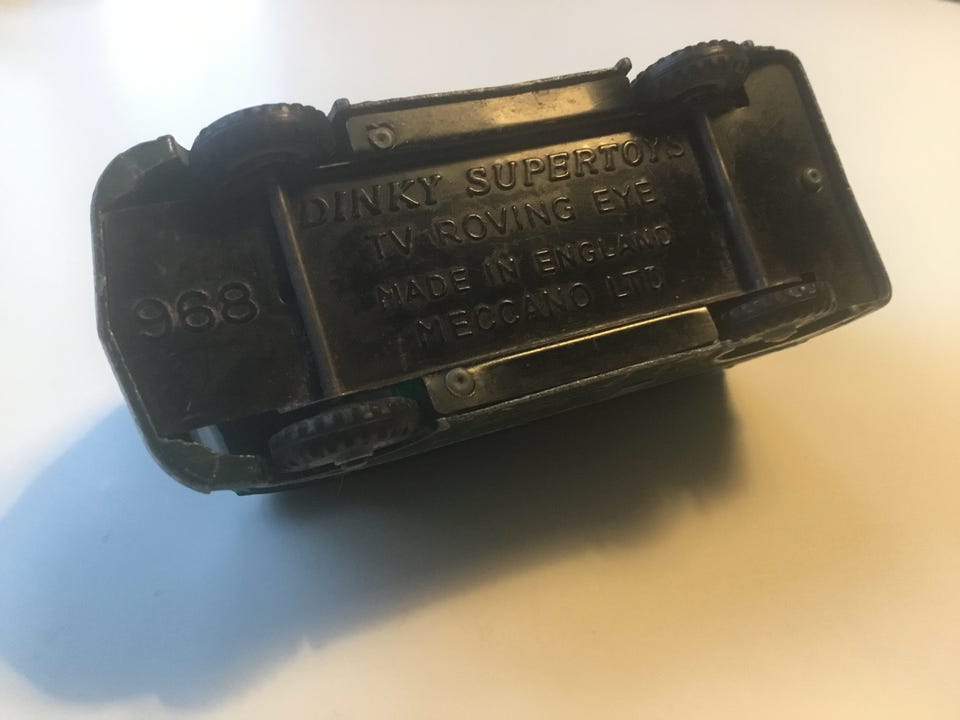 DINKY SUPERTOYS
TV ROVING EYE
MADE IN ENGLAND
MECCANO LTD
968